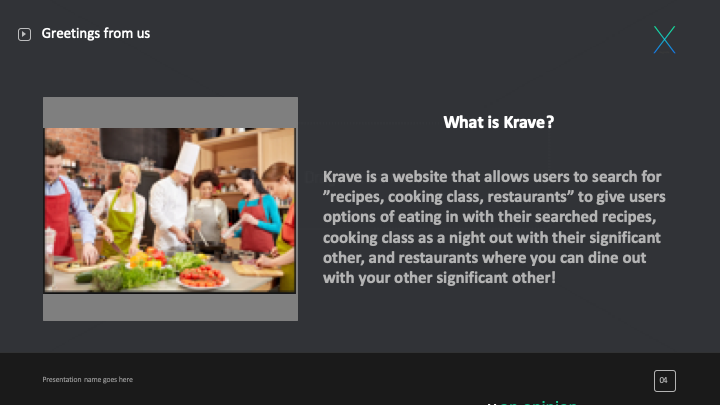 Greetings from us
What is Krave?
Krave is a website that allows users to search for
”recipes, cooking class, restaurants” to give users
options of eating in with their searched recipes,
cooking class as a night out with their significant
other, and restaurants where you can dine out
with your other significant other!
Presentation name goes here
04